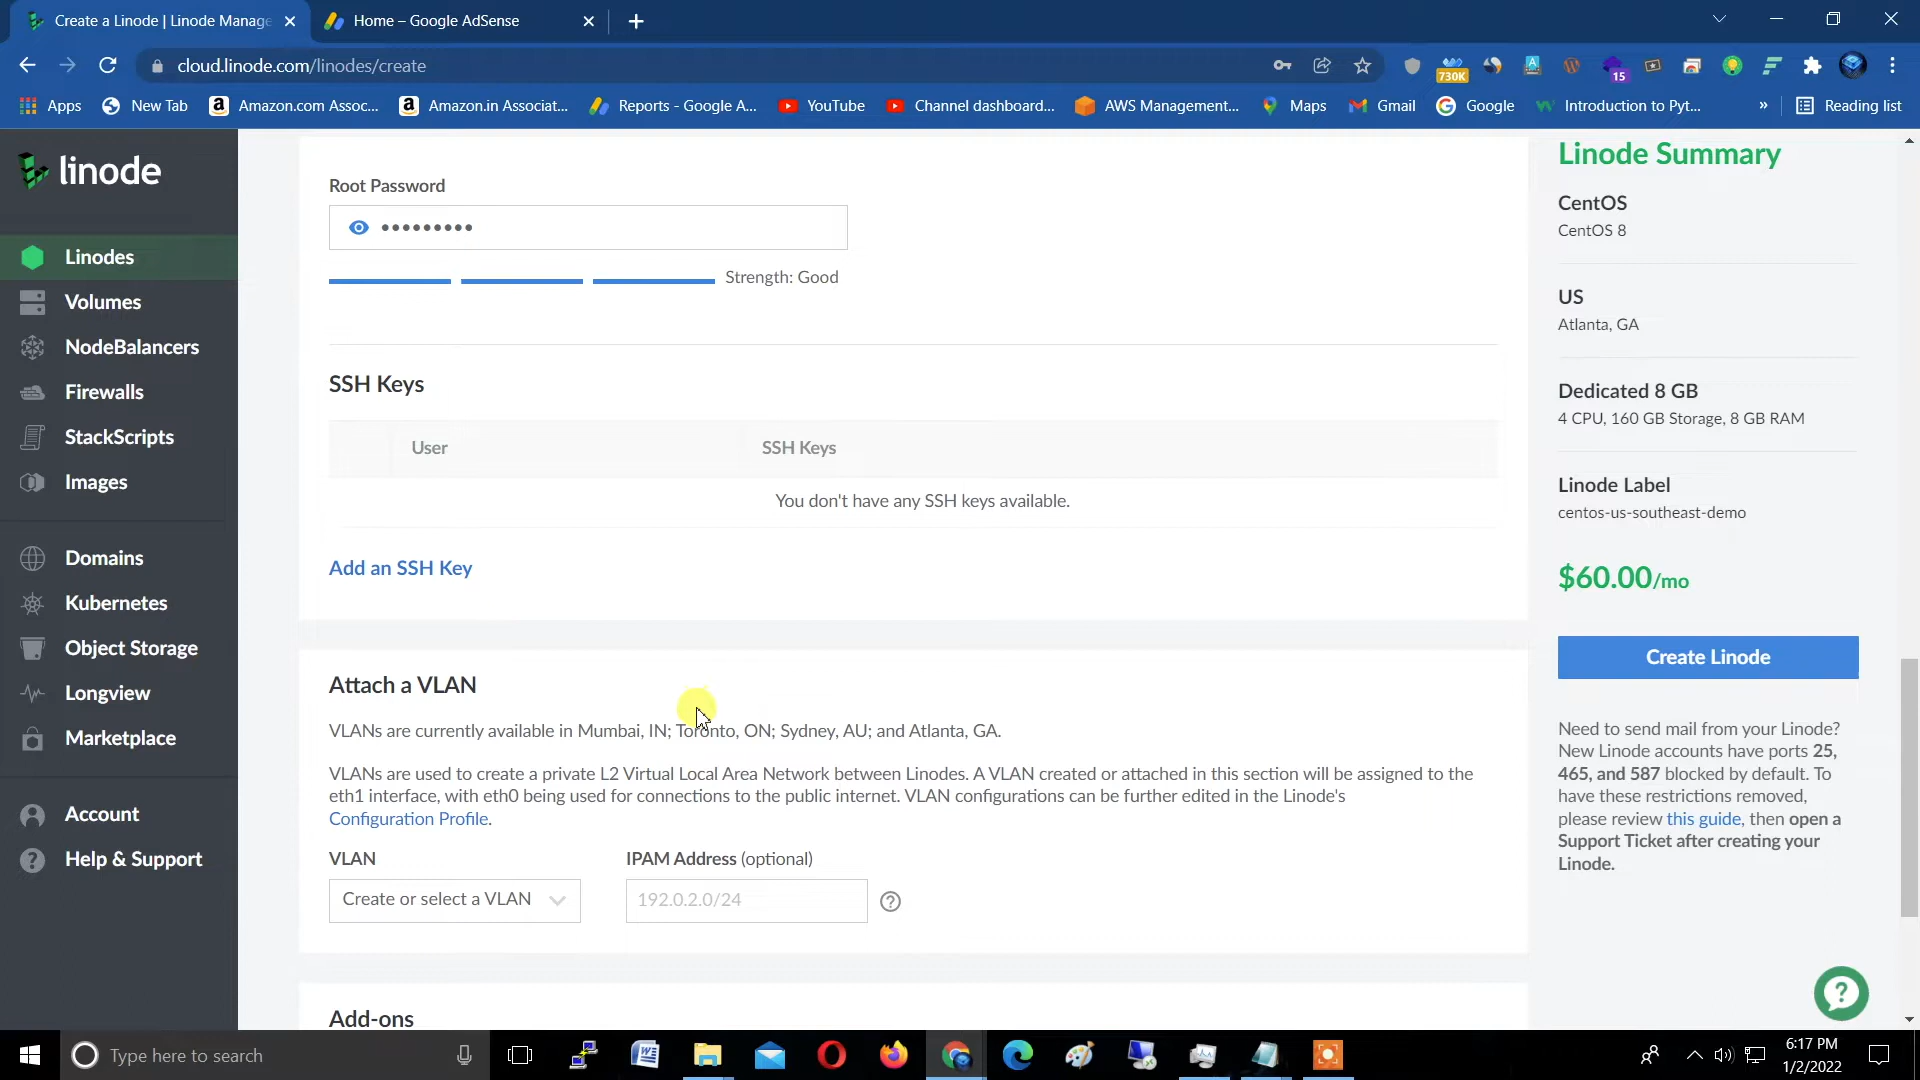 Create a Linode | Linode Manage
Home – Google AdSense
cloud.linode.com/linodes/create
730K
15
Apps
New Tab
Amazon.com Assoc...
Amazon.in Associat...
Reports - Google A...
YouTube
Channel dashboard...
AWS Management...
Maps
Gmail
Google
Introduction to Pyt...
»
Reading list
linode
Linodes
Volumes
NodeBalancers
Firewalls
StackScripts
Images
Domains
Kubernetes
Object Storage
Longview
Marketplace
Account
Help & Support
Root Password
•••••••••
Strength: Good
SSH Keys
User
SSH Keys
You don't have any SSH keys available.
Add an SSH Key
Attach a VLAN
VLANs are currently available in Mumbai, IN; Toronto, ON; Sydney, AU; and Atlanta, GA.
VLANs are used to create a private L2 Virtual Local Area Network between Linodes. A VLAN created or attached in this section will be assigned to the
eth1 interface, with eth0 being used for connections to the public internet. VLAN configurations can be further edited in the Linode's
Configuration Profile.
VLAN
IPAM Address (optional)
Create or select a VLAN
192.0.2.0/24
Add-ons
Linode Summary
CentOS
CentOS 8
US
Atlanta, GA
Dedicated 8 GB
4 CPU, 160 GB Storage, 8 GB RAM
Linode Label
centos-us-southeast-demo
$60.00/mo
Create Linode
Need to send mail from your Linode?
New Linode accounts have ports 25,
465, and 587 blocked by default. To
have these restrictions removed,
please review this guide, then open a
Support Ticket after creating your
Linode.
Type here to search
6:17 PM
1/2/2022